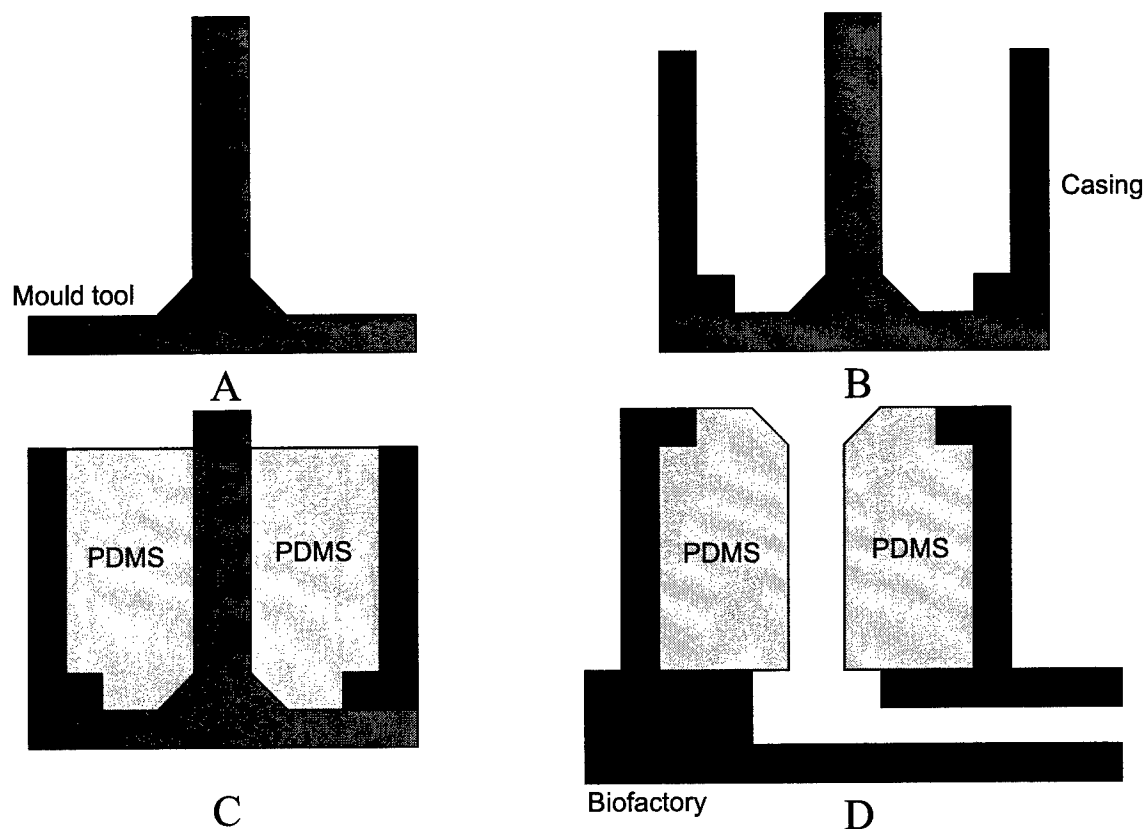 Casing
Mould tool
A
B
PDMS
PDMS
PDMS
PDMS
C
Biofactory
D